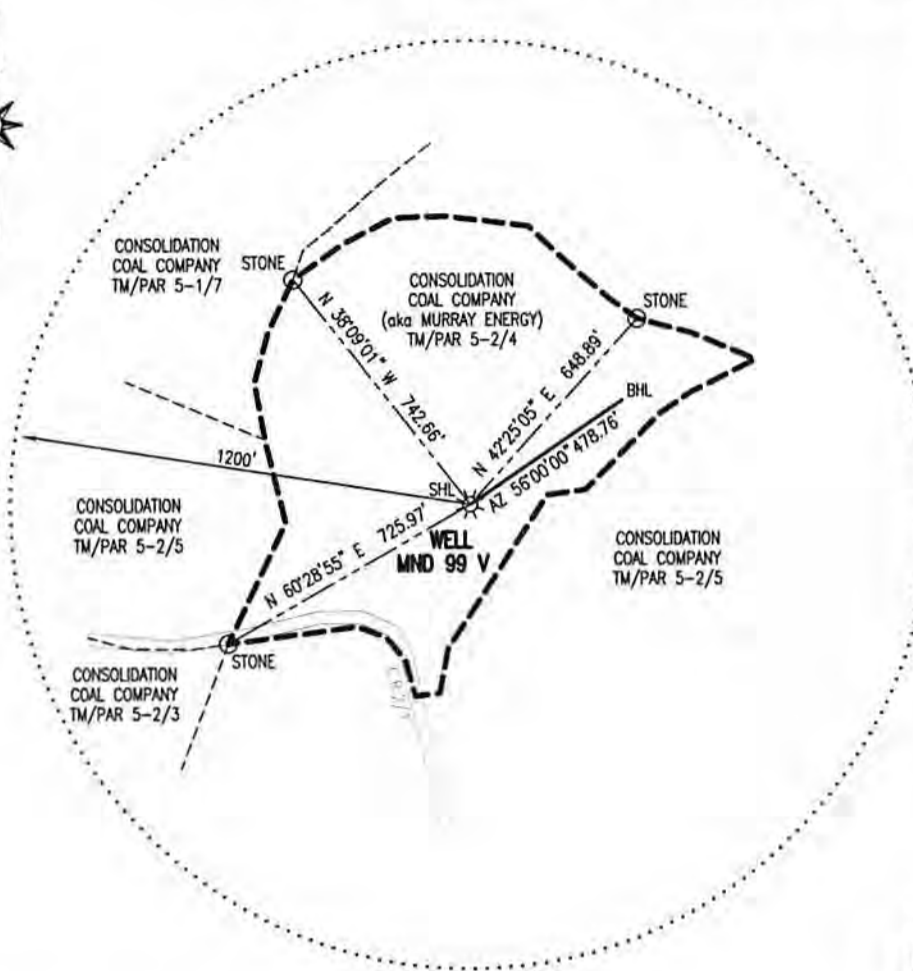 CONSOLIDATION
COAL COMPANY
TM/PAR 5-1/7
STONE
CONSOLIDATION
COAL COMPANY
(aka MURRAY ENERGY)
TM/PAR 5-2/4
STONE
N 38°09'01" W 742.66'
N 42°25'05" E 648.89'
BHL
AZ 56°00'00" 478.76'
1200'
SHL
CONSOLIDATION
COAL COMPANY
TM/PAR 5-2/5
N 60°28'55" E 725.97'
WELL
MND 99 V
CONSOLIDATION
COAL COMPANY
TM/PAR 5-2/5
STONE
CONSOLIDATION
COAL COMPANY
TM/PAR 5-2/3